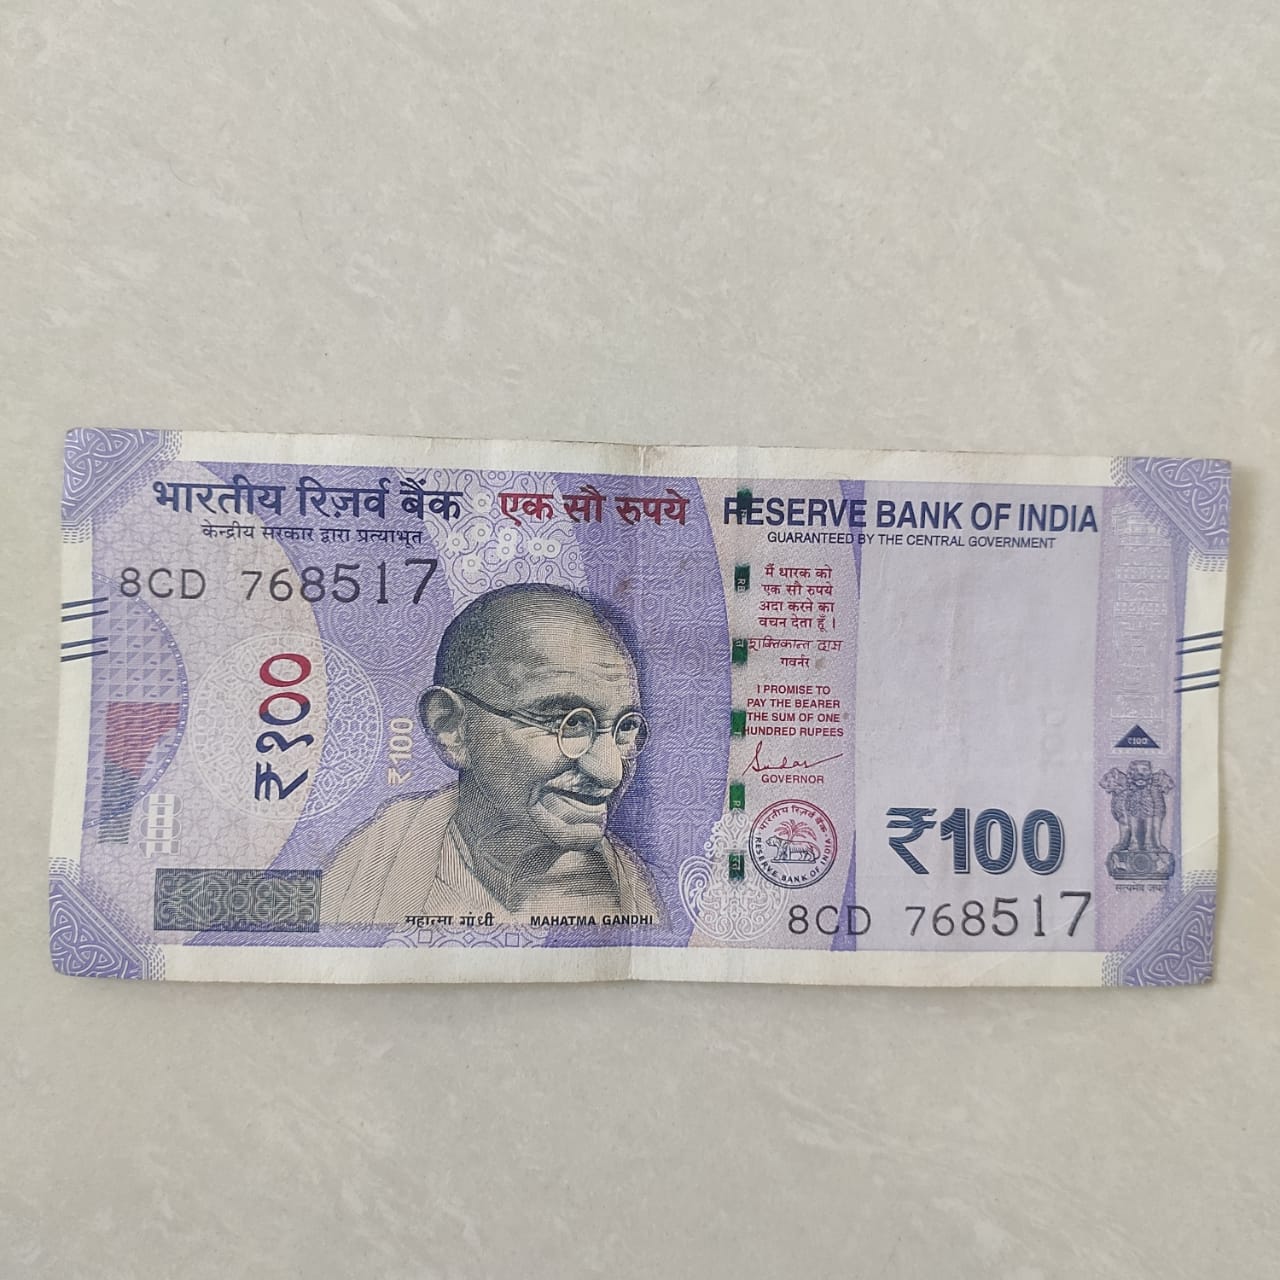 भारतीय रिज़र्व बैंक
केन्द्रीय सरकार द्वारा प्रत्याभूत
एक सौ रुपये
RESERVE BANK OF INDIA
GUARANTEED BY THE CENTRAL GOVERNMENT
8CD 768517
₹१००
₹100
मैं धारक को
एक सौ रुपये
अदा करने का
वचन देता हूँ।
शक्तिकान्त दास
गवर्नर
I PROMISE TO
PAY THE BEARER
THE SUM OF ONE
HUNDRED RUPEES
GOVERNOR
भारतीय रिज़र्व बैंक
RESERVE BANK OF INDIA
₹100
₹100
सत्यमेव जयते
महात्मा गांधी
MAHATMA GANDHI
8CD 768517